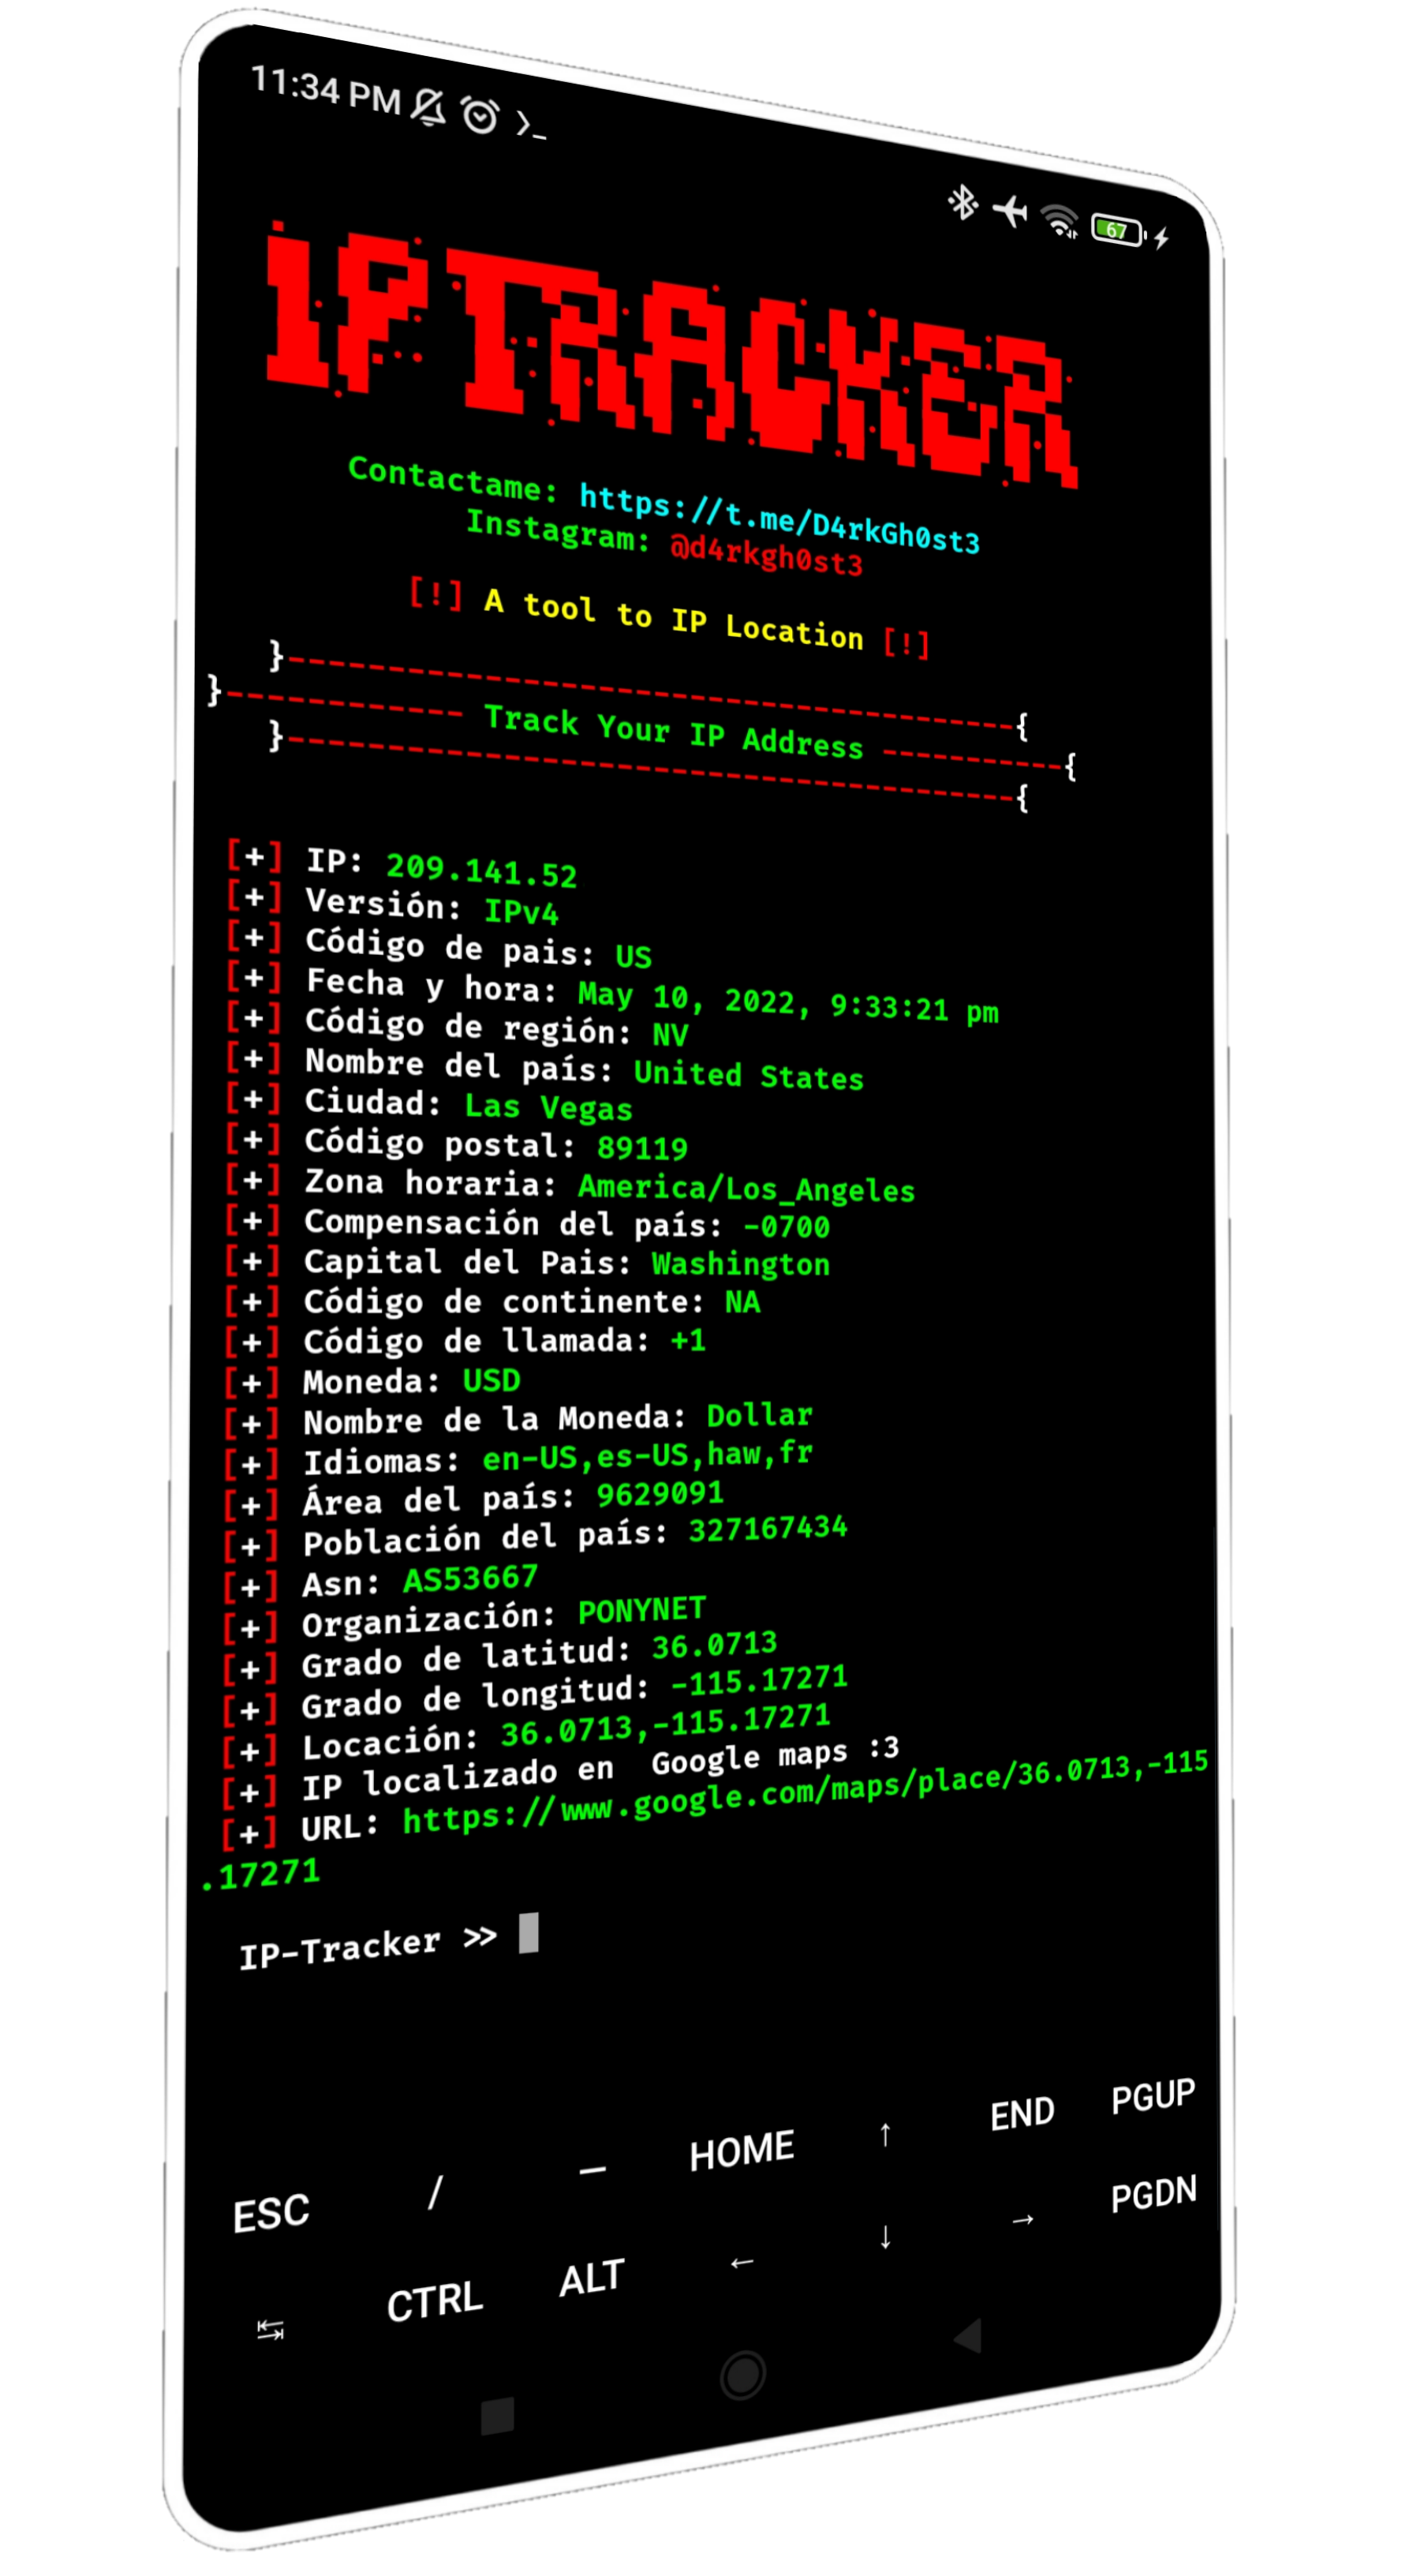 11:34 PM
67
IPTRACKER
Contactame: https://t.me/D4rkGh0st3
Instagram: @d4rkgh0st3
[!] A tool to IP Location [!]
}-------------------------------------{
}------------ Track Your IP Address ----------{
}-------------------------------------{
[+] IP: 209.141.52
[+] Versión: IPv4
[+] Código de pais: US
[+] Fecha y hora: May 10, 2022, 9:33:21 pm
[+] Código de región: NV
[+] Nombre del país: United States
[+] Ciudad: Las Vegas
[+] Código postal: 89119
[+] Zona horaria: America/Los_Angeles
[+] Compensación del país: -0700
[+] Capital del Pais: Washington
[+] Código de continente: NA
[+] Código de llamada: +1
[+] Moneda: USD
[+] Nombre de la Moneda: Dollar
[+] Idiomas: en-US,es-US,haw,fr
[+] Área del país: 9629091
[+] Población del país: 327167434
[+] Asn: AS53667
[+] Organización: PONYNET
[+] Grado de latitud: 36.0713
[+] Grado de longitud: -115.17271
[+] Locación: 36.0713,-115.17271
[+] IP localizado en  Google maps :3
[+] URL: https://www.google.com/maps/place/36.0713,-115
.17271
IP-Tracker >>
ESC / — HOME ↑ END PGUP
↹ CTRL ALT ← ↓ → PGDN